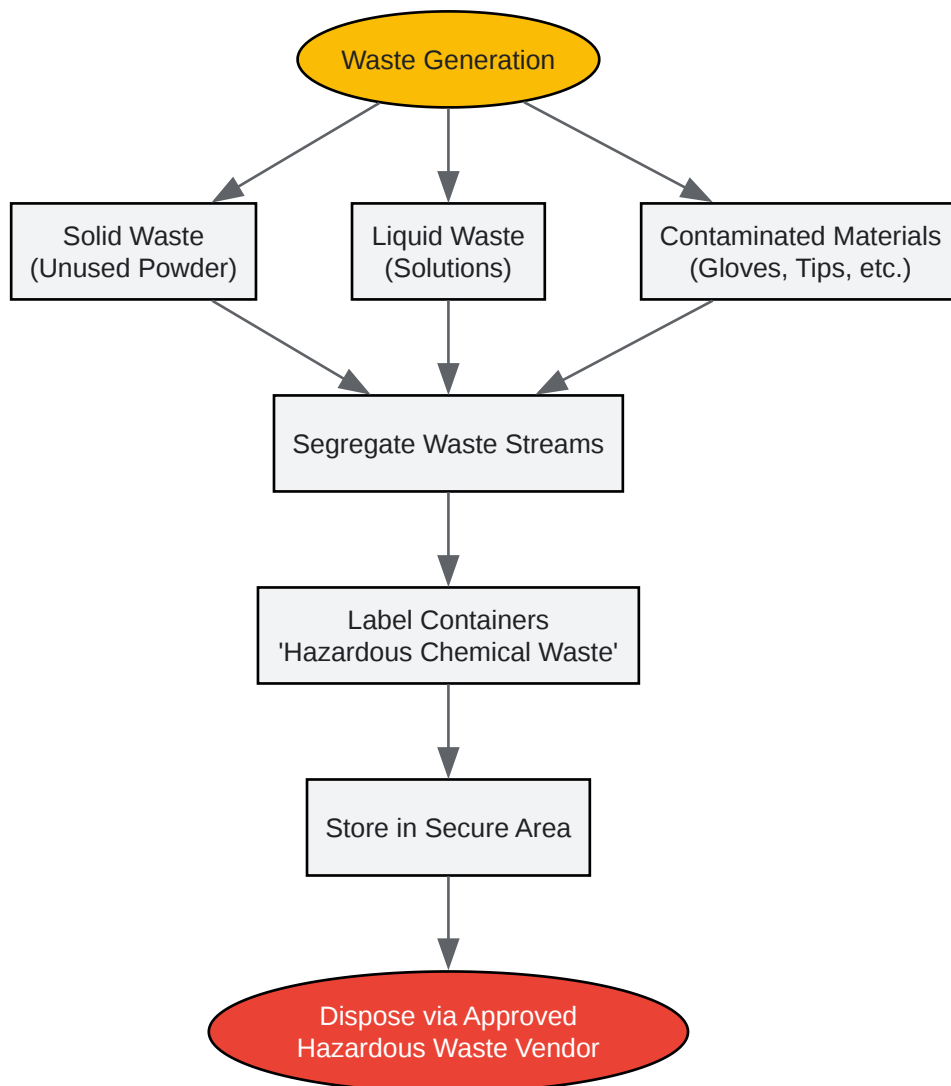 Waste Generation
Solid Waste
(Unused Powder)
Liquid Waste
(Solutions)
Contaminated Materials
(Gloves, Tips, etc.)
Segregate Waste Streams
Label Containers
'Hazardous Chemical Waste'
Store in Secure Area
Dispose via Approved
Hazardous Waste Vendor